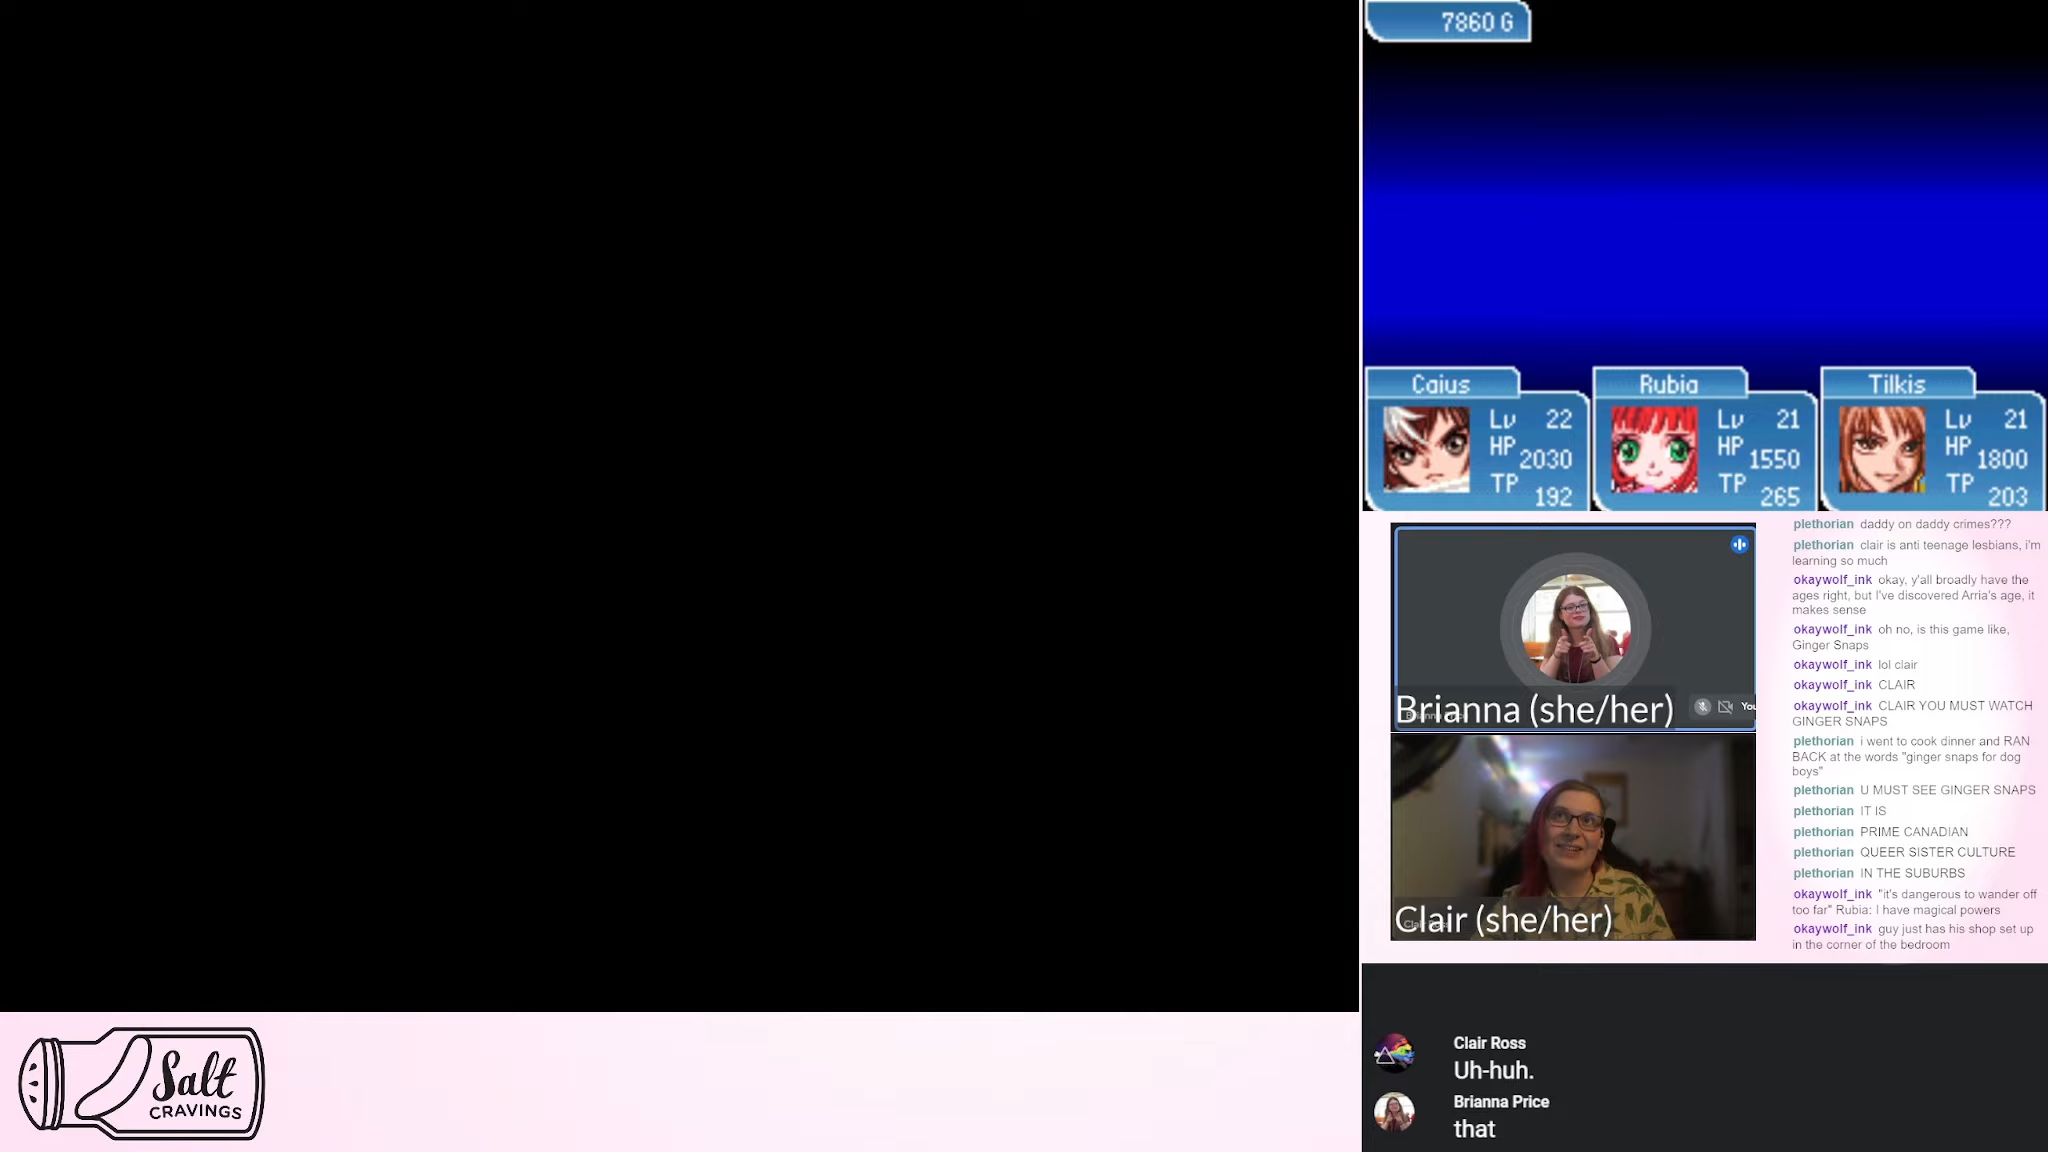 7860 G
Caius
Lv 22
HP 2030
TP 192
Rubia
Lv 21
HP 1550
TP 265
Tilkis
Lv 21
HP 1800
TP 203
Brianna (she/her)
You
Clair (she/her)
plethorian daddy on daddy crimes???
plethorian clair is anti teenage lesbians, i'm
learning so much
okaywolf_ink okay, y'all broadly have the
ages right, but I've discovered Arria's age, it
makes sense
okaywolf_ink oh no, is this game like,
Ginger Snaps
okaywolf_ink lol clair
okaywolf_ink CLAIR
okaywolf_ink CLAIR YOU MUST WATCH
GINGER SNAPS
plethorian i went to cook dinner and RAN
BACK at the words "ginger snaps for dog
boys"
plethorian U MUST SEE GINGER SNAPS
plethorian IT IS
plethorian PRIME CANADIAN
plethorian QUEER SISTER CULTURE
plethorian IN THE SUBURBS
okaywolf_ink "it's dangerous to wander off
too far" Rubia: I have magical powers
okaywolf_ink guy just has his shop set up
in the corner of the bedroom
Clair Ross
Uh-huh.
Brianna Price
that
Salt
CRAVINGS